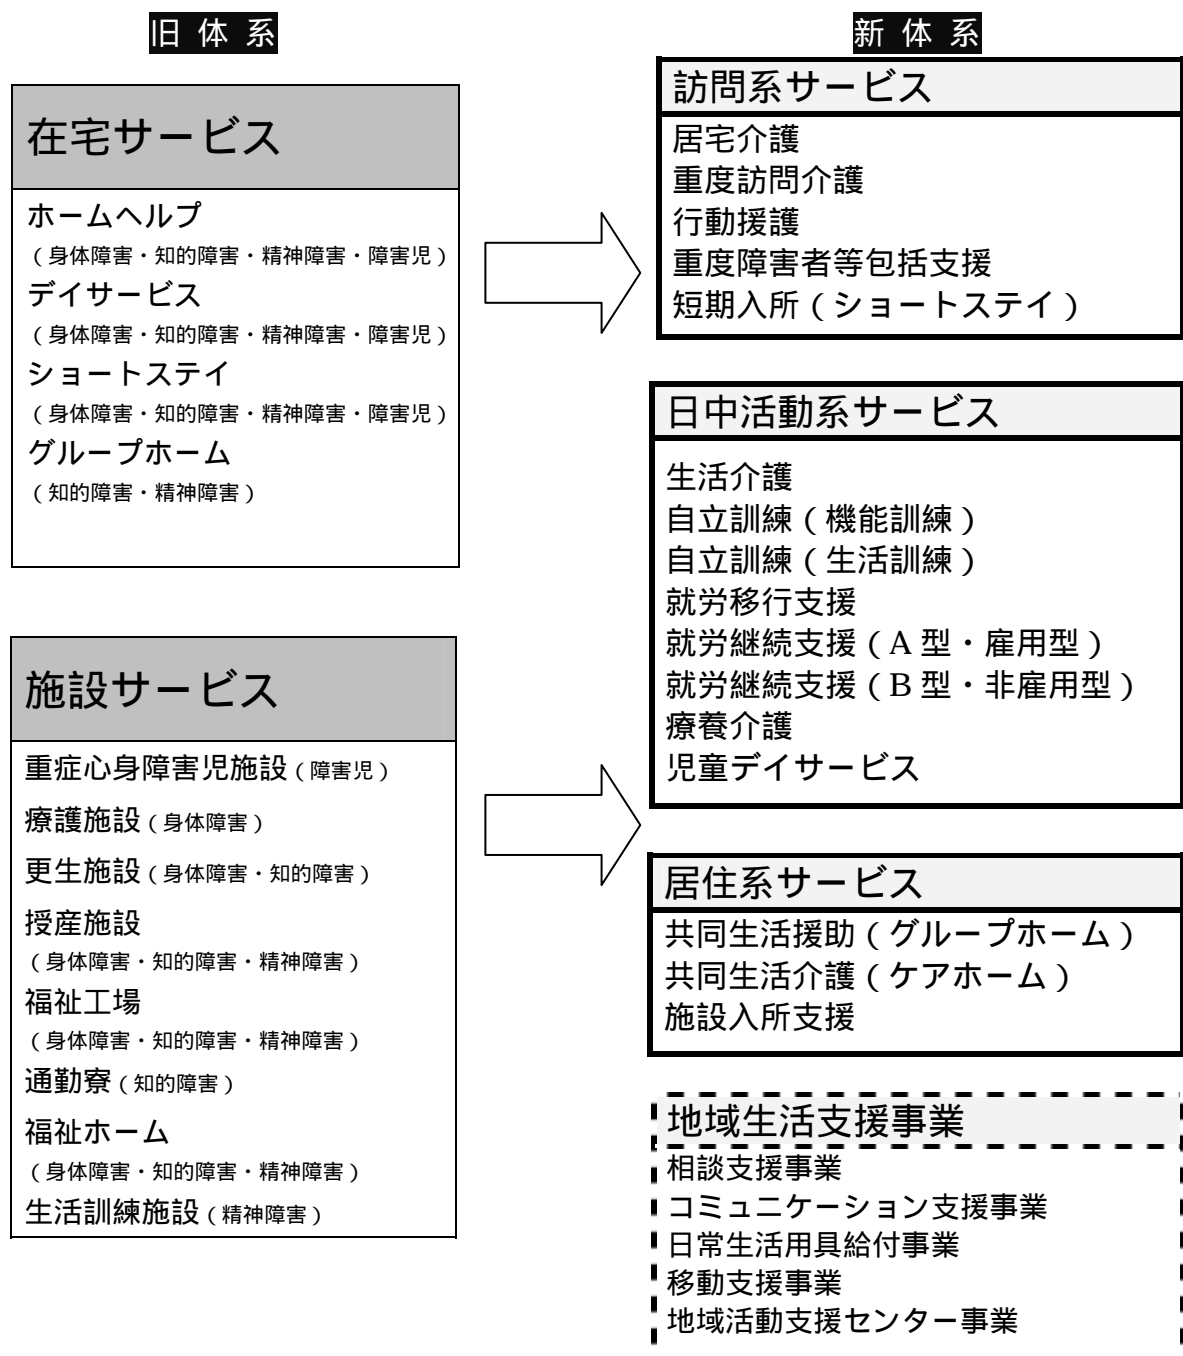 旧 体 系
在宅サービス
ホームヘルプ
（身体障害・知的障害・精神障害・障害児）
デイサービス
（身体障害・知的障害・精神障害・障害児）
ショートステイ
（身体障害・知的障害・精神障害・障害児）
グループホーム
（知的障害・精神障害）
施設サービス
重症心身障害児施設（障害児）
療護施設（身体障害）
更生施設（身体障害・知的障害）
授産施設
（身体障害・知的障害・精神障害）
福祉工場
（身体障害・知的障害・精神障害）
通勤寮（知的障害）
福祉ホーム
（身体障害・知的障害・精神障害）
生活訓練施設（精神障害）
新 体 系
訪問系サービス
居宅介護
重度訪問介護
行動援護
重度障害者等包括支援
短期入所（ショートステイ）
日中活動系サービス
生活介護
自立訓練（機能訓練）
自立訓練（生活訓練）
就労移行支援
就労継続支援（A 型・雇用型）
就労継続支援（B 型・非雇用型）
療養介護
児童デイサービス
居住系サービス
共同生活援助（グループホーム）
共同生活介護（ケアホーム）
施設入所支援
地域生活支援事業
相談支援事業
コミュニケーション支援事業
日常生活用具給付事業
移動支援事業
地域活動支援センター事業